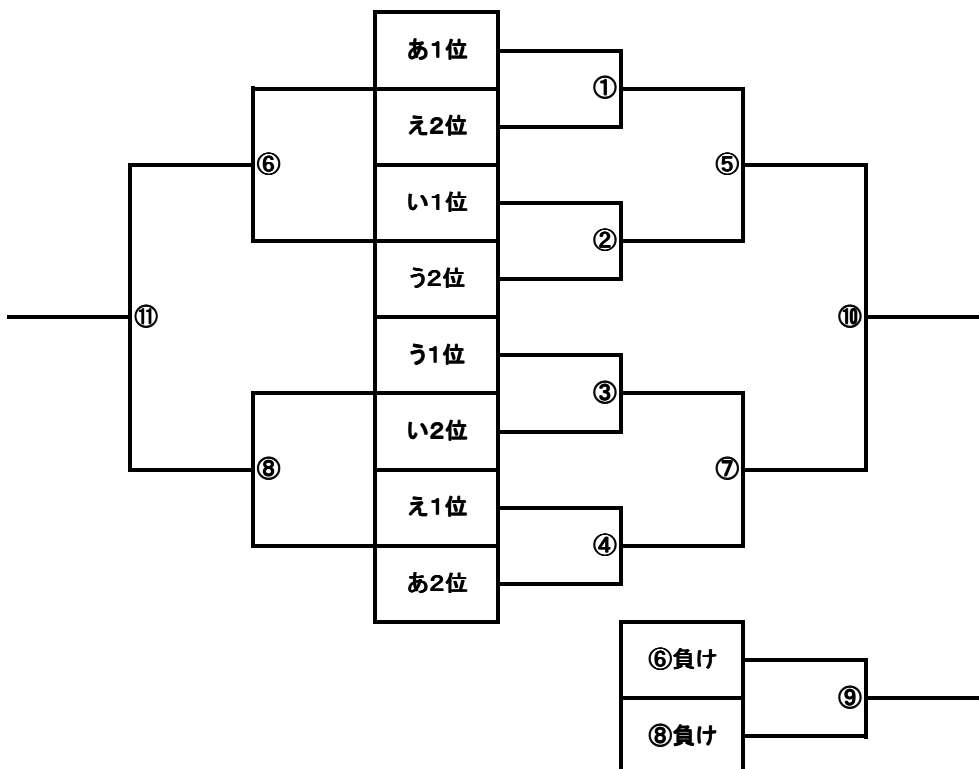 あ1位
①
え2位
⑥
⑤
い1位
②
う2位
⑪
⑩
う1位
③
い2位
⑧
⑦
え1位
④
あ2位
⑥負け
⑨
⑧負け